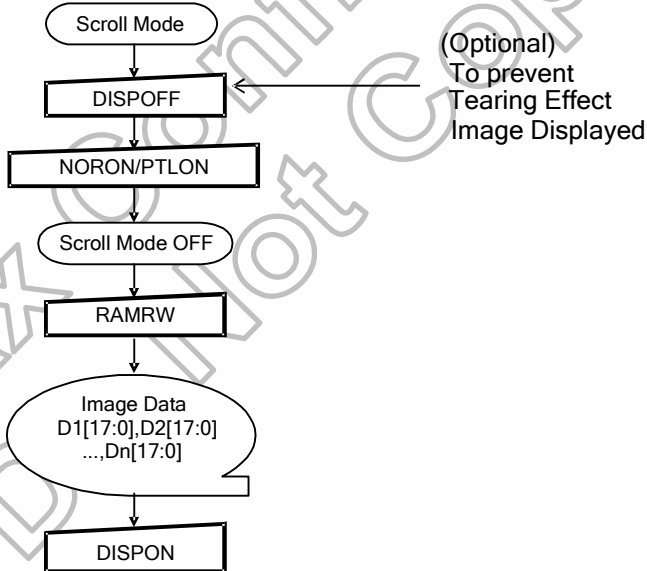 Scroll Mode
(Optional)
To prevent
Tearing Effect
Image Displayed
DISPOFF
NORON/PTLON
Scroll Mode OFF
RAMRW
Image Data
D1[17:0],D2[17:0]
...,Dn[17:0]
DISPON